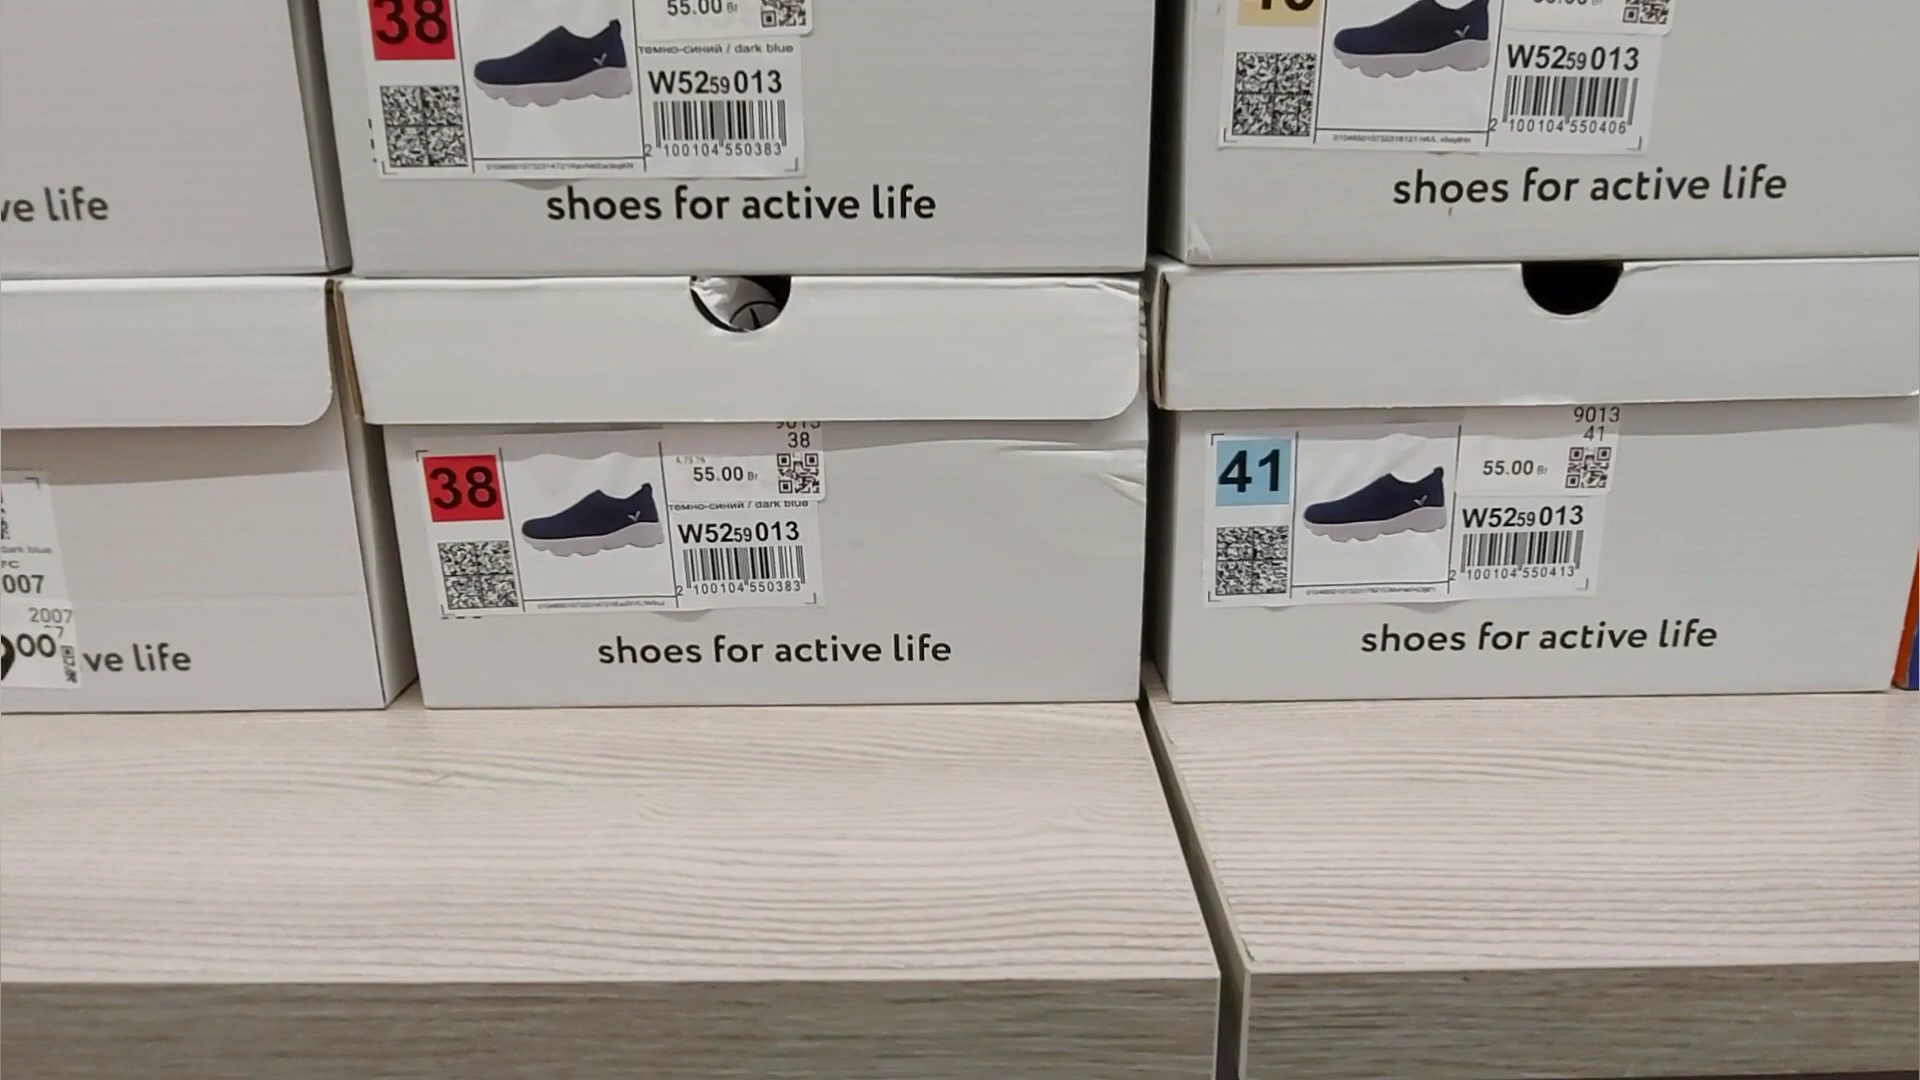 38
55.00 Br
темно-синий / dark blue
W5259013
2 100104 550383
shoes for active life
W5259013
2 100104 550406
shoes for active life
ve life
38
9013
38
55.00 Br
темно-синий / dark blue
W5259013
2 100104 550383
shoes for active life
41
9013
41
55.00 Br
W5259013
2 100104 550413
shoes for active life
dark blue
007
2007
00
ve life